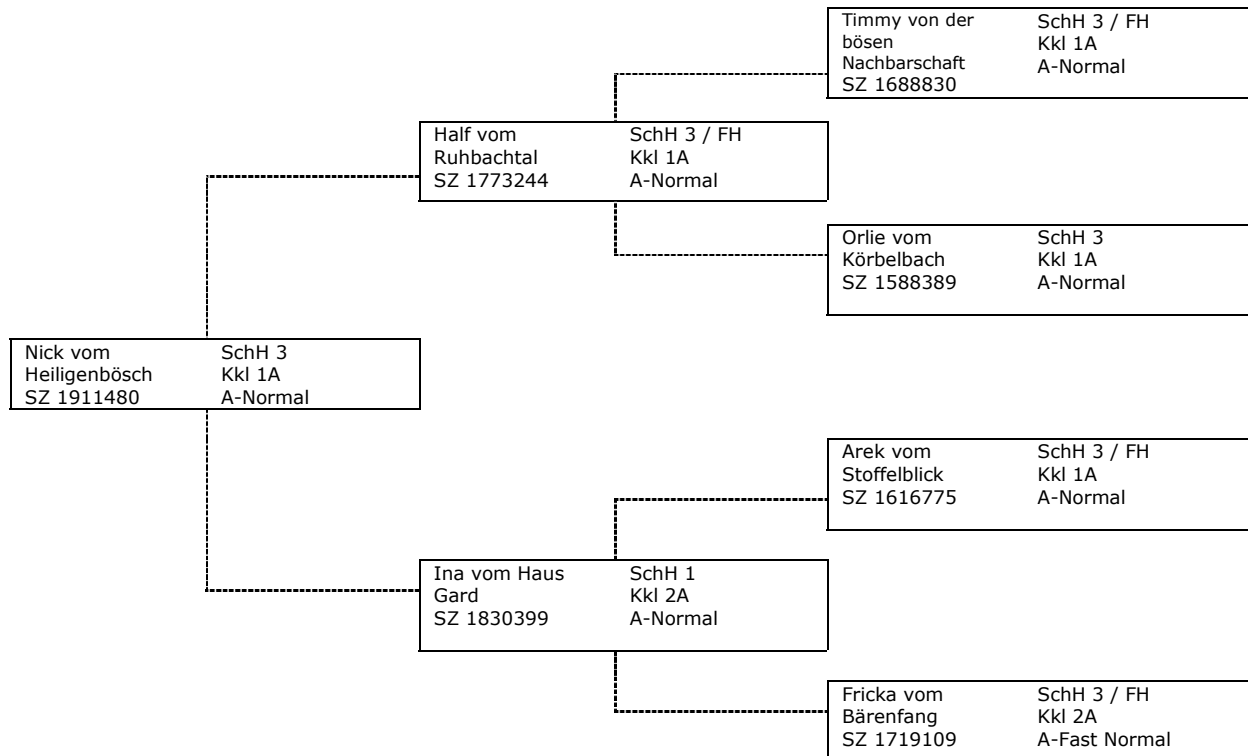 Timmy von der
bösen
Nachbarschaft
SZ 1688830
SchH 3 / FH
Kkl 1A
A-Normal
Half vom
Ruhbachtal
SZ 1773244
SchH 3 / FH
Kkl 1A
A-Normal
Orlie vom
Körbelbach
SZ 1588389
SchH 3
Kkl 1A
A-Normal
Nick vom
Heiligenbösch
SZ 1911480
SchH 3
Kkl 1A
A-Normal
Arek vom
Stoffelblick
SZ 1616775
SchH 3 / FH
Kkl 1A
A-Normal
Ina vom Haus
Gard
SZ 1830399
SchH 1
Kkl 2A
A-Normal
Fricka vom
Bärenfang
SZ 1719109
SchH 3 / FH
Kkl 2A
A-Fast Normal